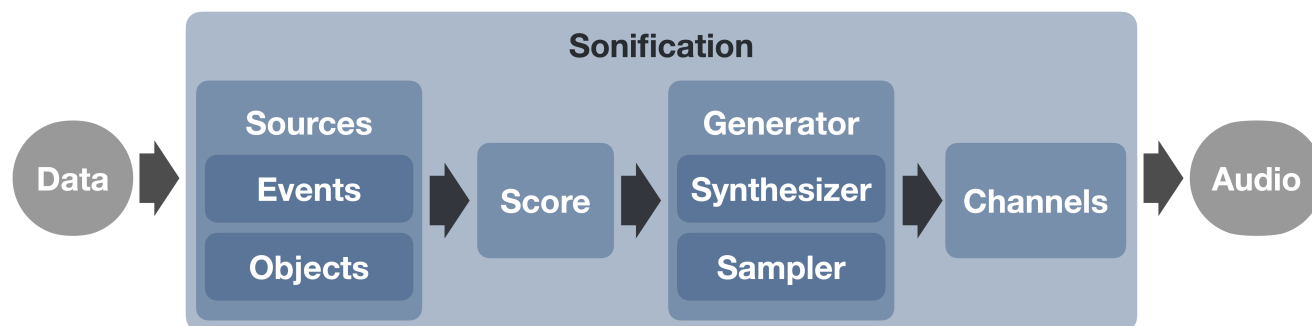 Sonification
Data
Sources
Events
Objects
Score
Generator
Synthesizer
Sampler
Channels
Audio